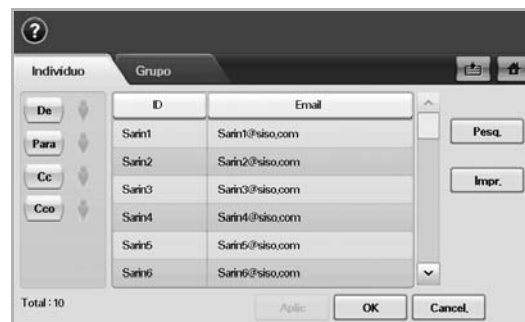 ?
Indivíduo Grupo
De
Para
Cc
Cco
ID Email
Sarin1 Sarin1@siso,com
Sarin2 Sarin2@siso,com
Sarin3 Sarin3@siso,com
Sarin4 Sarin4@siso,com
Sarin5 Sarin5@siso,com
Sarin6 Sarin6@siso,com
Pesq.
Impr.
Total : 10 Aplic OK Cancel.